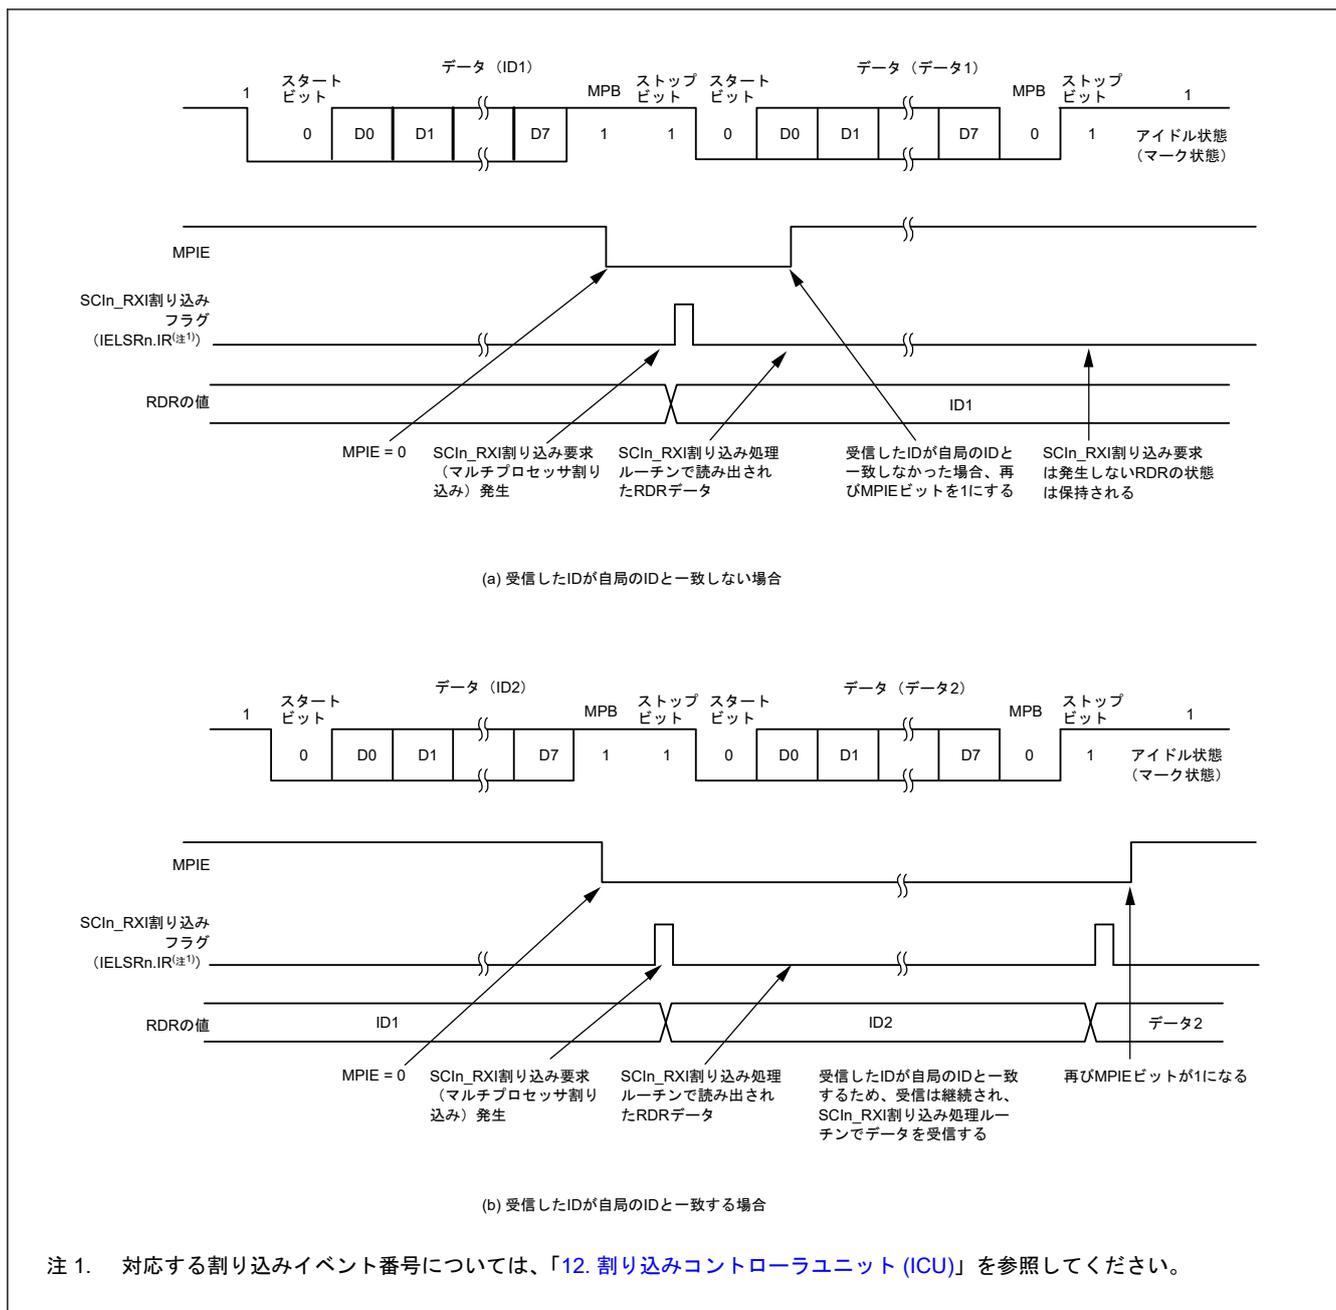 データ（ID1）
データ（データ1）
1 スタート ビット MPB ストップ ビット スタート ビット MPB ストップ ビット 1
0 D0 D1 D7 1 1 0 D0 D1 D7 0 1 アイドル状態
（マーク状態）
MPIE
SCIn_RXI割り込み
フラグ
（IELSRn.IR(注1)）
RDRの値
ID1
MPIE = 0
SCIn_RXI割り込み要求
（マルチプロセッサ割り
込み）発生
SCIn_RXI割り込み処理
ルーチンで読み出され
たRDRデータ
受信したIDが自局のIDと
一致しなかった場合、再
びMPIEビットを1にする
SCIn_RXI割り込み要求
は発生しないRDRの状態
は保持される
(a) 受信したIDが自局のIDと一致しない場合
データ（ID2）
データ（データ2）
1 スタート ビット MPB ストップ ビット スタート ビット MPB ストップ ビット 1
0 D0 D1 D7 1 1 0 D0 D1 D7 0 1 アイドル状態
（マーク状態）
MPIE
SCIn_RXI割り込み
フラグ
（IELSRn.IR(注1)）
RDRの値
ID1
ID2
データ2
MPIE = 0
SCIn_RXI割り込み要求
（マルチプロセッサ割り
込み）発生
SCIn_RXI割り込み処理
ルーチンで読み出され
たRDRデータ
受信したIDが自局のIDと一致
するため、受信は継続され、
SCIn_RXI割り込み処理ルー
チンでデータを受信する
再びMPIEビットが1になる
(b) 受信したIDが自局のIDと一致する場合
注 1. 対応する割り込みイベント番号については、「12. 割り込みコントローラユニット (ICU)」を参照してください。